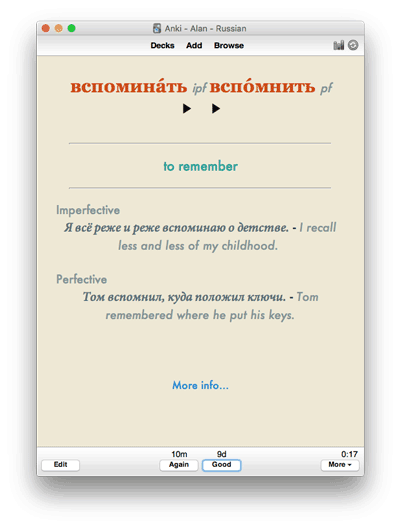 Anki - Alan - Russian
Decks Add Browse
вспомина́ть ipf вспо́мнить pf
to remember
Imperfective
Я всё реже и реже вспоминаю о детстве. - I recall
less and less of my childhood.
Perfective
Том вспомнил, куда положил ключи. - Tom
remembered where he put his keys.
More info...
10m 9d 0:17
Edit Again Good More